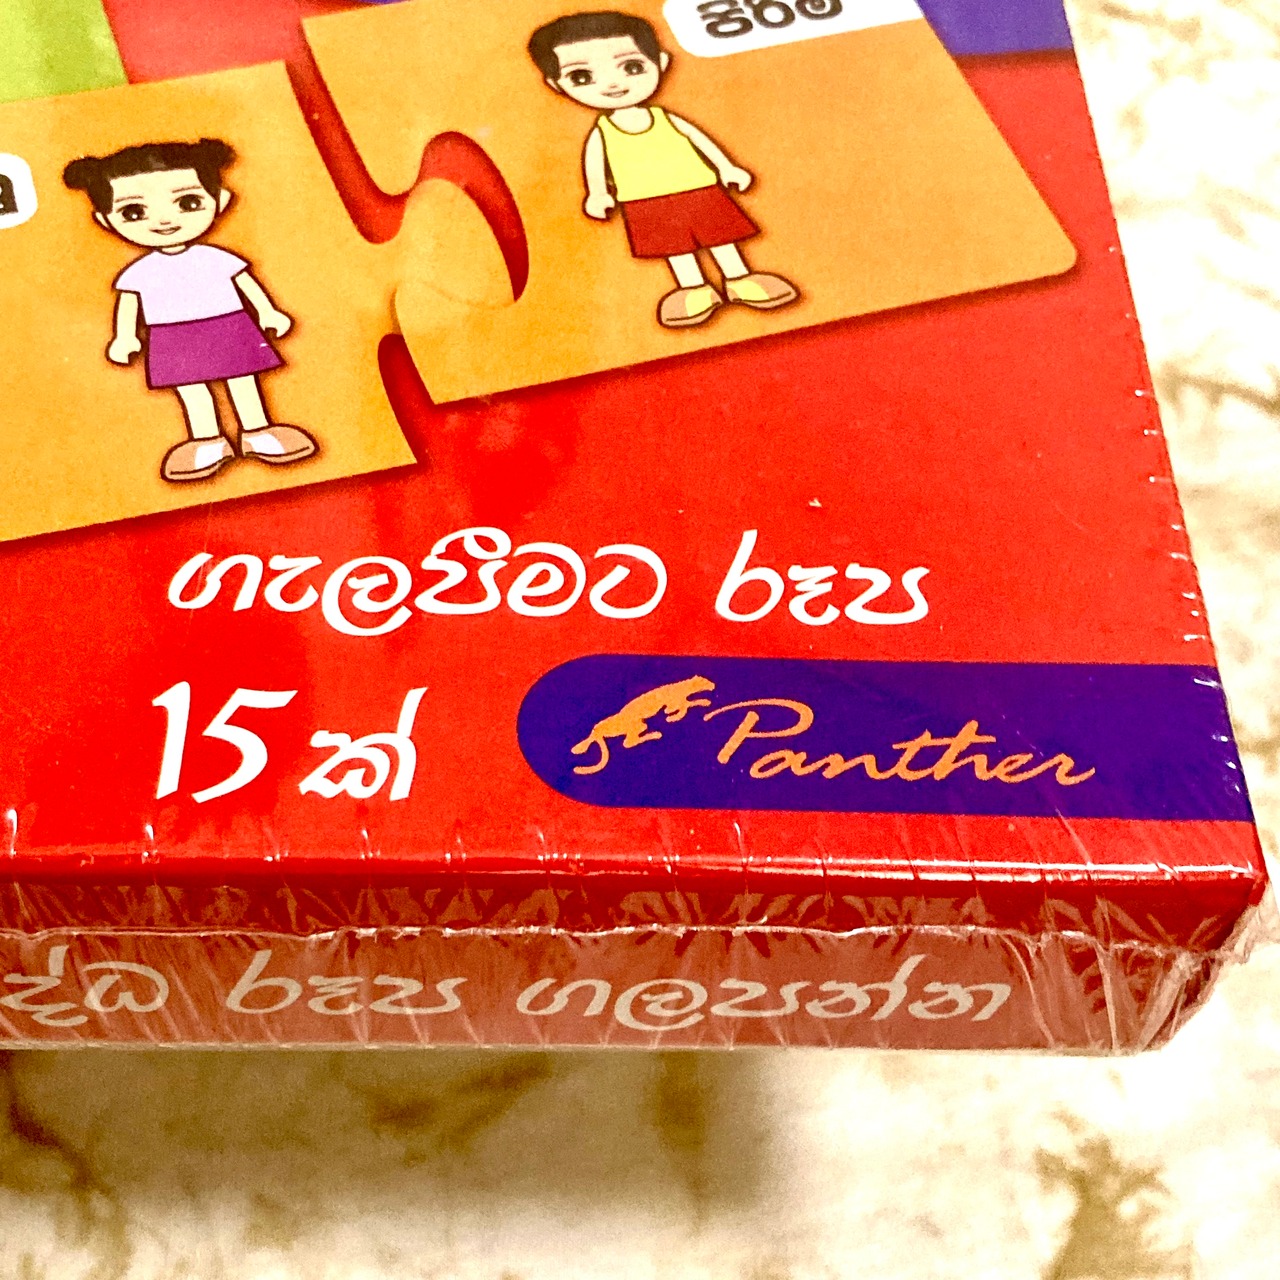 පිරිමි
ගැලපීමට රූප
15 ක්
Panther
රූප ගලපන්න